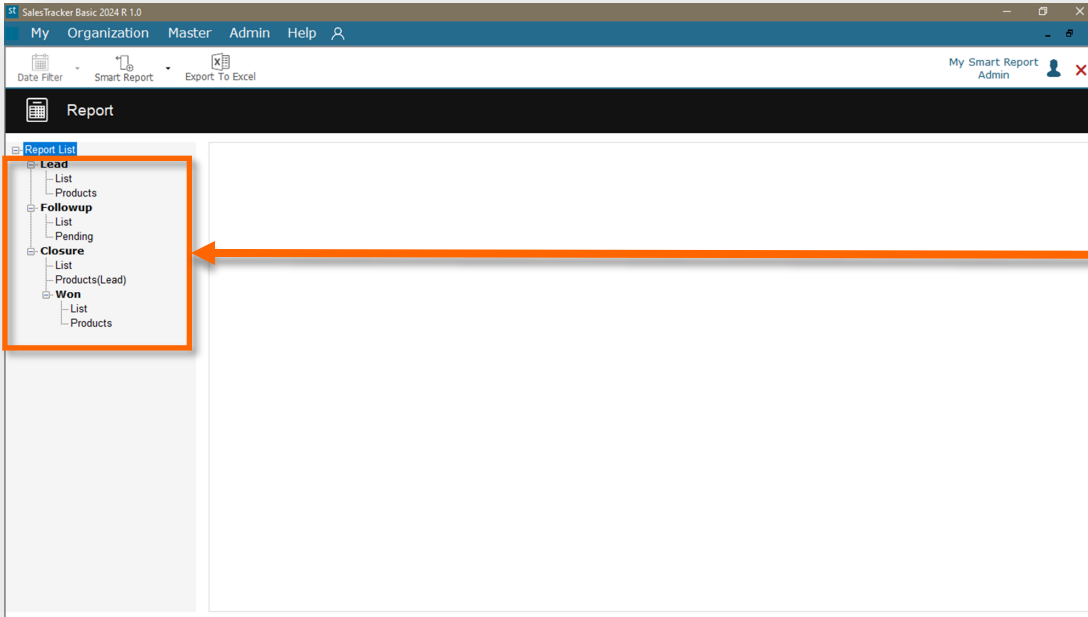 st SalesTracker Basic 2024 R 1.0
My Organization Master Admin Help
Date Filter Smart Report Export To Excel
My Smart Report
Admin
Report
Report List
Lead
List
Products
Followup
List
Pending
Closure
List
Products(Lead)
Won
List
Products